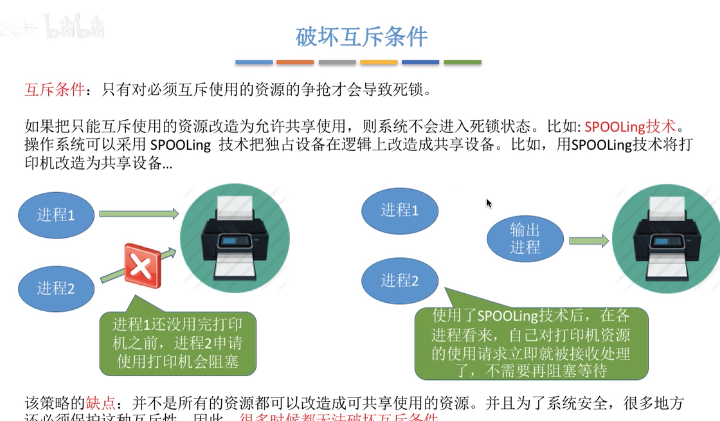 bilibili
破坏互斥条件
互斥条件：只有对必须互斥使用的资源的争抢才会导致死锁。
如果把只能互斥使用的资源改造为允许共享使用，则系统不会进入死锁状态。比如: SPOOLing技术。
操作系统可以采用 SPOOLing 技术把独占设备在逻辑上改造成共享设备。比如，用SPOOLing技术将打
印机改造为共享设备...
进程1
进程2
进程1还没用完打印
机之前，进程2申请
使用打印机会阻塞
进程1
进程2
输出
进程
使用了SPOOLing技术后，在各
进程看来，自己对打印机资源
的使用请求立即就被接收处理
了，不需要再阻塞等待
该策略的缺点：并不是所有的资源都可以改造成可共享使用的资源。并且为了系统安全，很多地方
还必须保护这种互斥性。因此，很多时候都无法破坏互斥条件